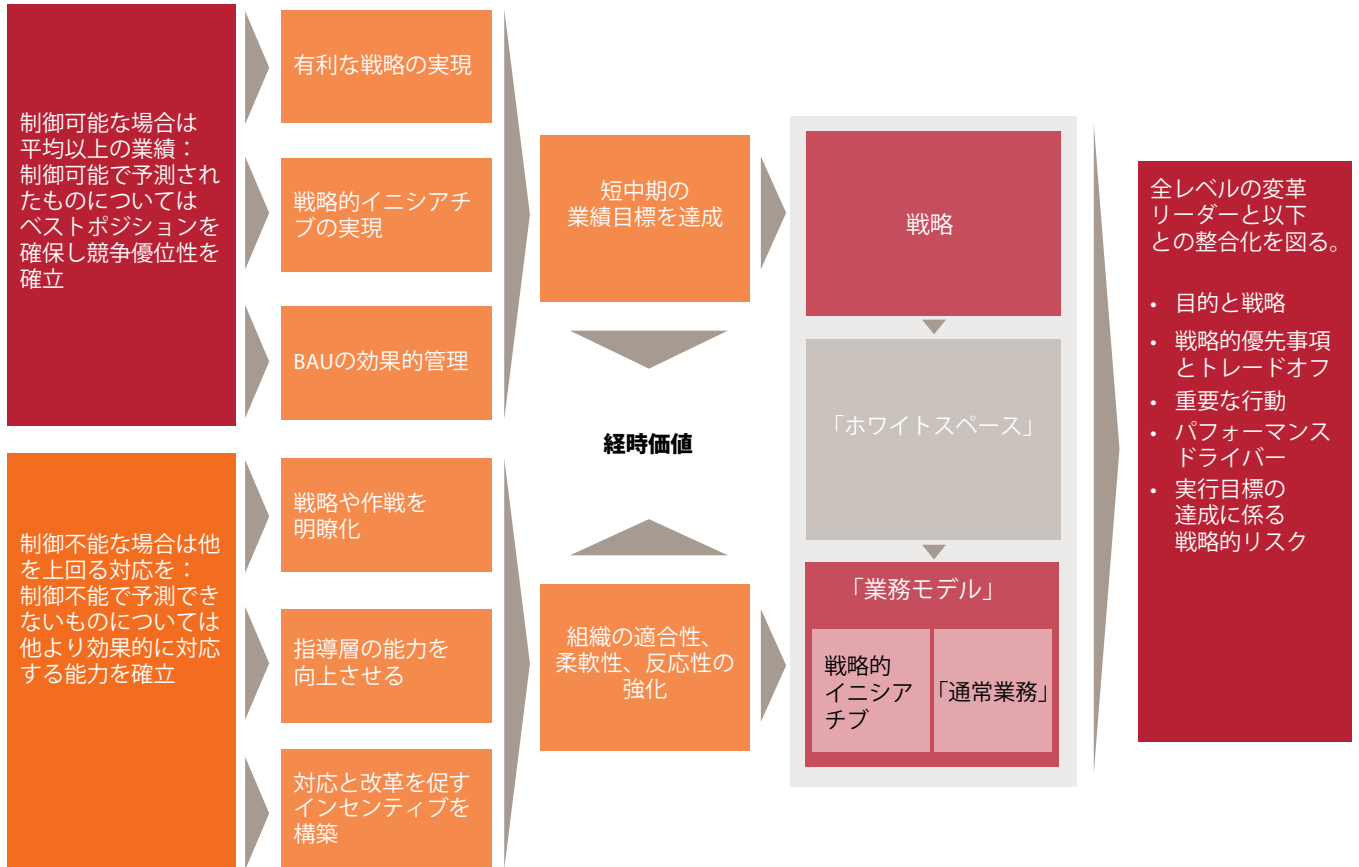 制御可能な場合は
平均以上の業績：
制御可能で予測され
たものについては
ベストポジションを
確保し競争優位性を
確立
有利な戦略の実現
戦略的イニシアチ
ブの実現
BAUの効果的管理
制御不能な場合は他
を上回る対応を：
制御不能で予測でき
ないものについては
他より効果的に対応
する能力を確立
戦略や作戦を
明瞭化
指導層の能力を
向上させる
対応と改革を促す
インセンティブを
構築
短中期の
業績目標を達成
経時価値
組織の適合性、
柔軟性、反応性の
強化
戦略
「ホワイトスペース」
「業務モデル」
戦略的
イニシア
チブ
「通常業務」
全レベルの変革
リーダーと以下
との整合化を図る。
• 目的と戦略
• 戦略的優先事項
とトレードオフ
• 重要な行動
• パフォーマンス
ドライバー
• 実行目標の
達成に係る
戦略的リスク